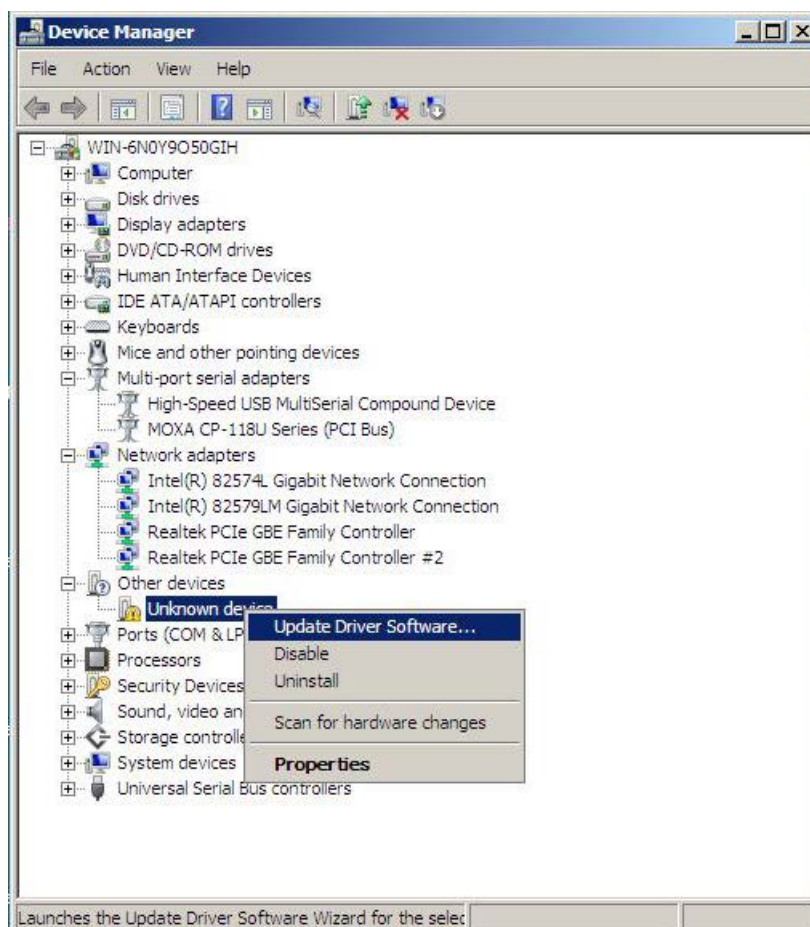 Device Manager
File Action View Help
WIN-6N0Y9O50GIH
Computer
Disk drives
Display adapters
DVD/CD-ROM drives
Human Interface Devices
IDE ATA/ATAPI controllers
Keyboards
Mice and other pointing devices
Multi-port serial adapters
High-Speed USB MultiSerial Compound Device
MOXA CP-118U Series (PCI Bus)
Network adapters
Intel(R) 82574L Gigabit Network Connection
Intel(R) 82579LM Gigabit Network Connection
Realtek PCIe GBE Family Controller
Realtek PCIe GBE Family Controller #2
Other devices
Unknown device
Update Driver Software...
Ports (COM & LP
Disable
Processors
Uninstall
Security Devices
Sound, video an
Scan for hardware changes
Storage controlle
System devices
Properties
Universal Serial Bus controllers
Launches the Update Driver Software Wizard for the selec